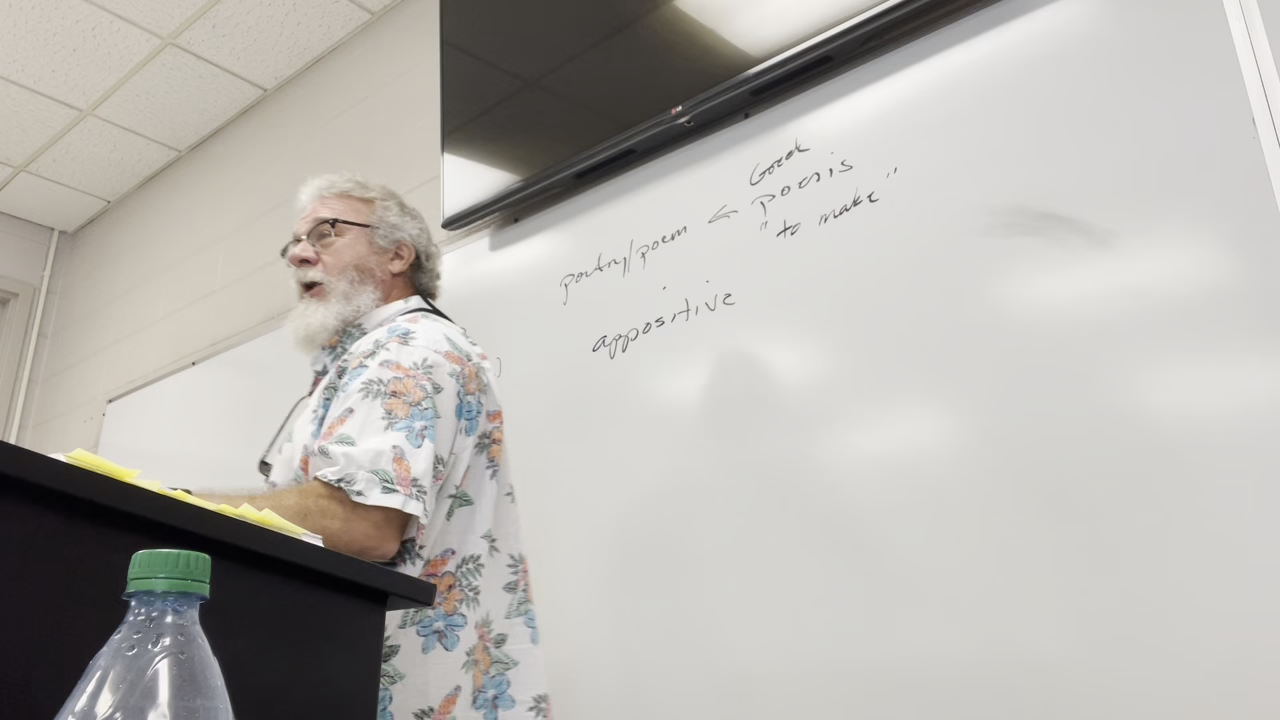 Greek
poetry/poem ← poesis
"to make"
appositive